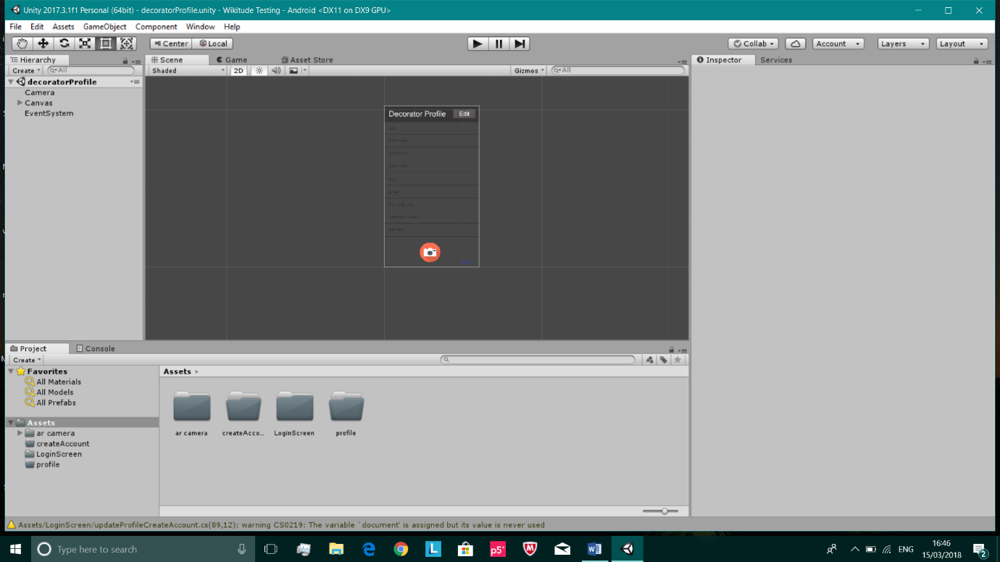 Unity 2017.3.1f1 Personal (64bit) - decoratorProfile.unity - Wikitude Testing - Android <DX11 on DX9 GPU>
File Edit Assets GameObject Component Window Help
Center Local Collab Account Layers Layout
Hierarchy Scene Game Asset Store Inspector Services
Create All Shaded 2D Gizmos All
decoratorProfile
Camera
Canvas
EventSystem
Decorator Profile Edit
Project Console
Create
Favorites
All Materials
All Models
All Prefabs
Assets
ar camera
createAccount
LoginScreen
profile
Assets
ar camera createAcco... LoginScreen profile
Assets/LoginScreen/updateProfileCreateAccount.cs(89,12): warning CS0219: The variable `document' is assigned but its value is never used
Type here to search
L p5* ENG 16:46
15/03/2018 2